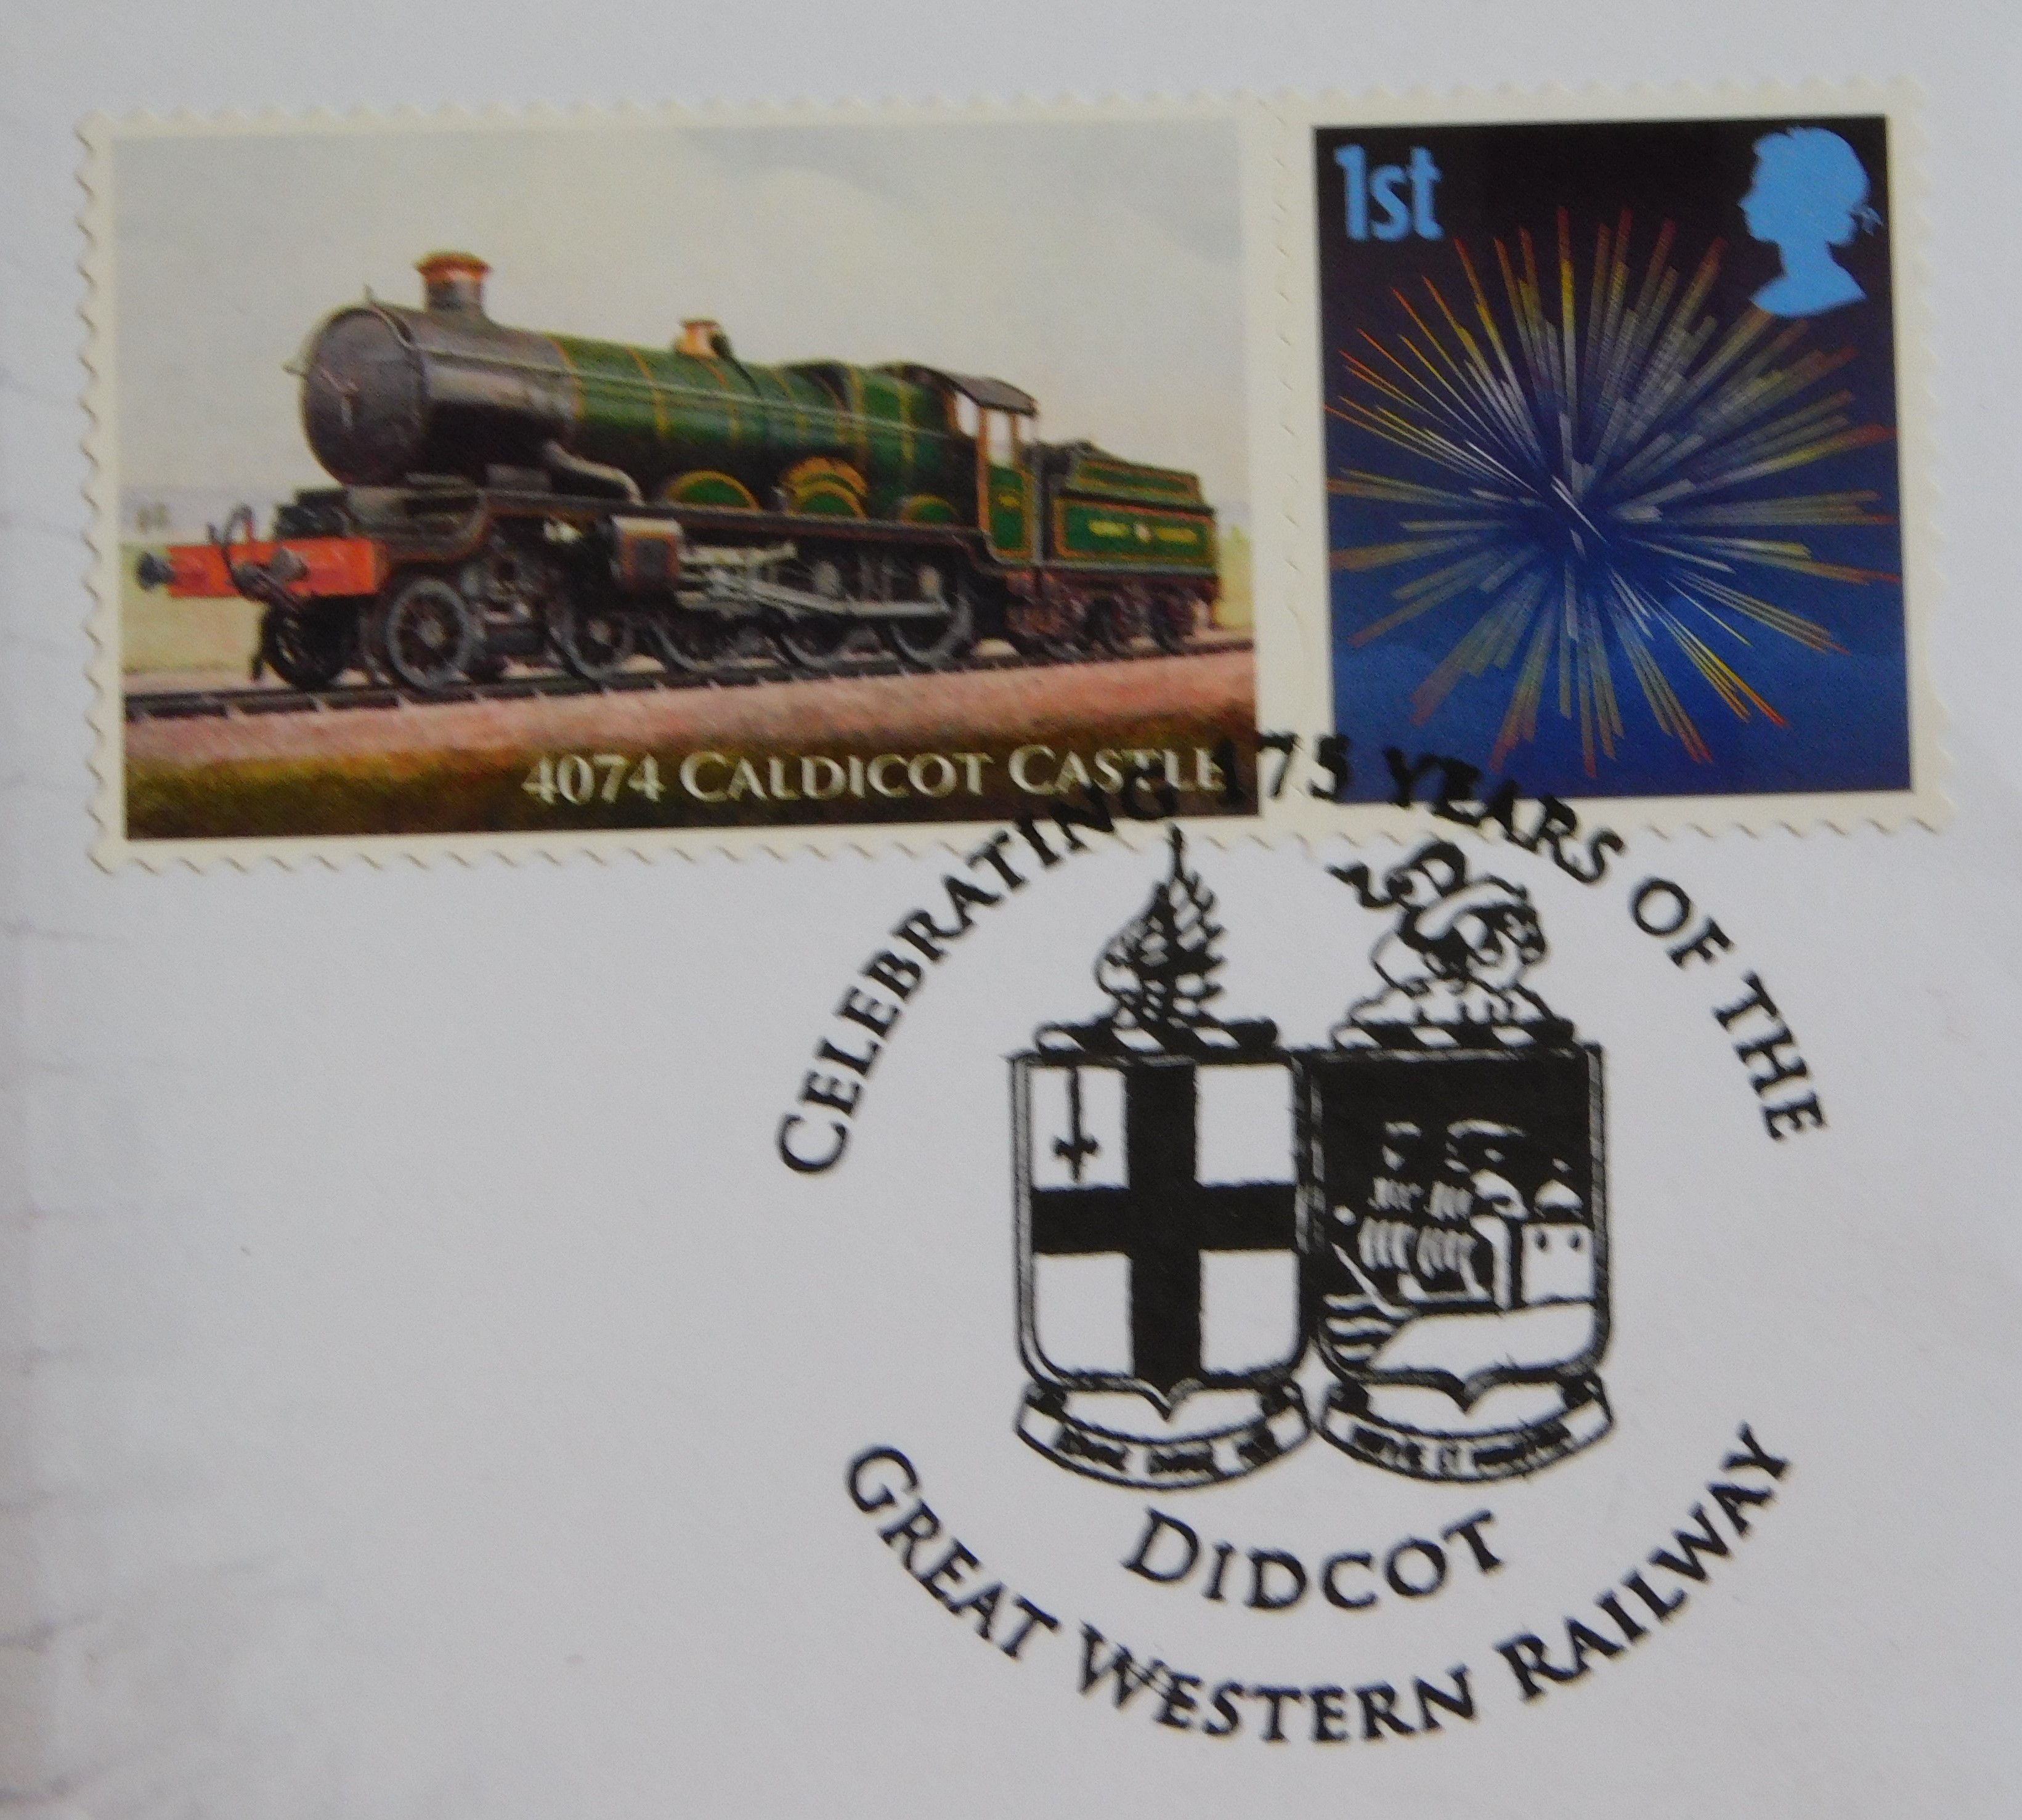 1st
4074 CALDICOT CASTLE
CELEBRATING 175 YEARS OF THE
DIDCOT
GREAT WESTERN RAILWAY